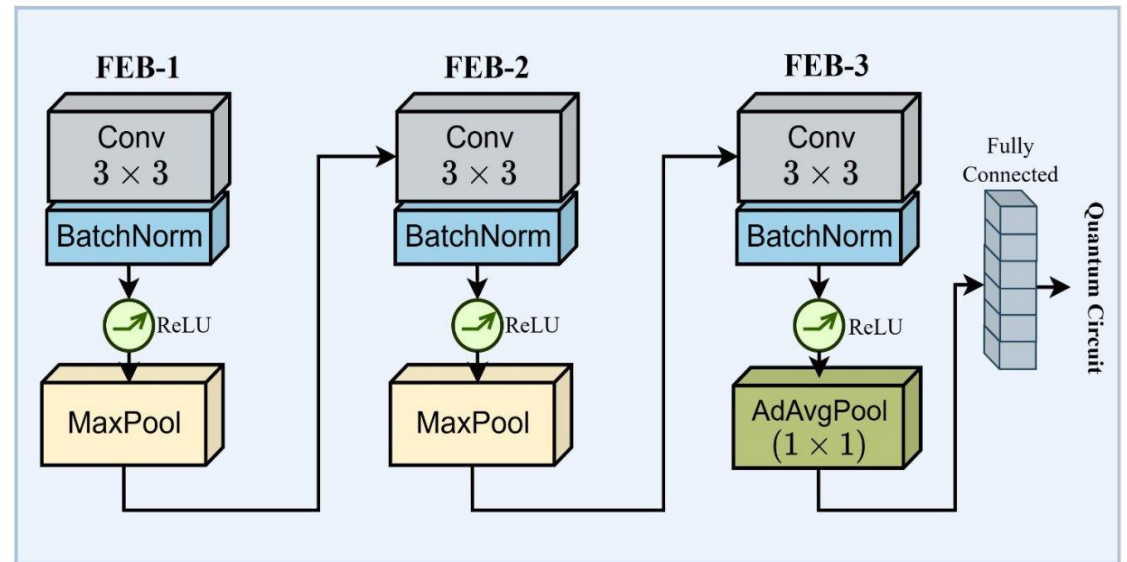 FEB-1
Conv
3 × 3
BatchNorm
ReLU
MaxPool
FEB-2
Conv
3 × 3
BatchNorm
ReLU
MaxPool
FEB-3
Conv
3 × 3
BatchNorm
ReLU
AdAvgPool
(1 × 1)
Fully
Connected
Quantum Circuit